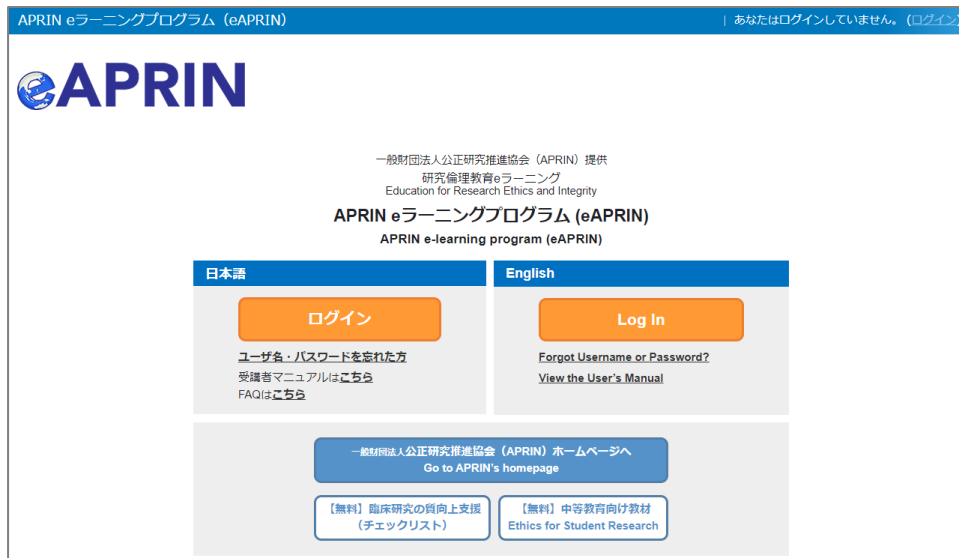 APRIN eラーニングプログラム（eAPRIN）
| あなたはログインしていません。 (ログイン)
eAPRIN
一般財団法人公正研究推進協会（APRIN）提供
研究倫理教育eラーニング
Education for Research Ethics and Integrity
APRIN eラーニングプログラム (eAPRIN)
APRIN e-learning program (eAPRIN)
日本語
ログイン
ユーザ名・パスワードを忘れた方
受講者マニュアルはこちら
FAQはこちら
English
Log In
Forgot Username or Password?
View the User's Manual
一般財団法人公正研究推進協会（APRIN）ホームページへ
Go to APRIN's homepage
【無料】臨床研究の質向上支援
（チェックリスト）
【無料】中等教育向け教材
Ethics for Student Research